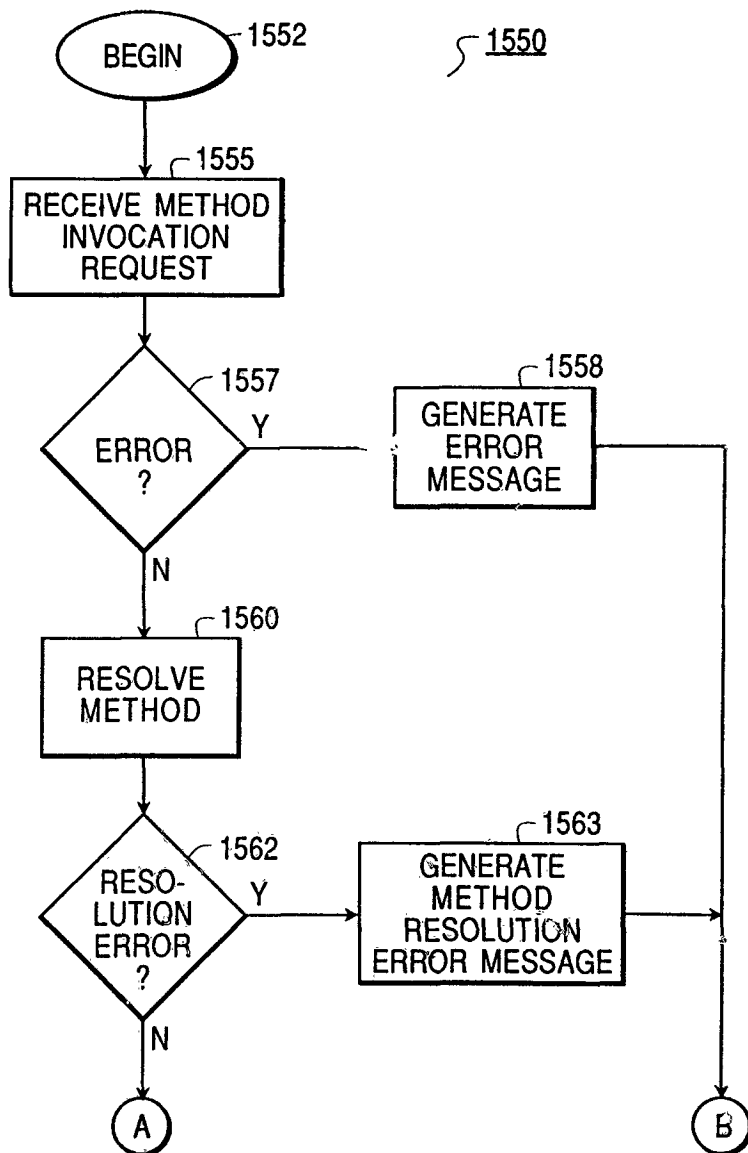 BEGIN
1552
1550
1555
RECEIVE METHOD
INVOCATION
REQUEST
1557
ERROR
?
Y
N
1558
GENERATE
ERROR
MESSAGE
1560
RESOLVE
METHOD
1562
RESO-
LUTION
ERROR
?
Y
N
1563
GENERATE
METHOD
RESOLUTION
ERROR MESSAGE
A
B